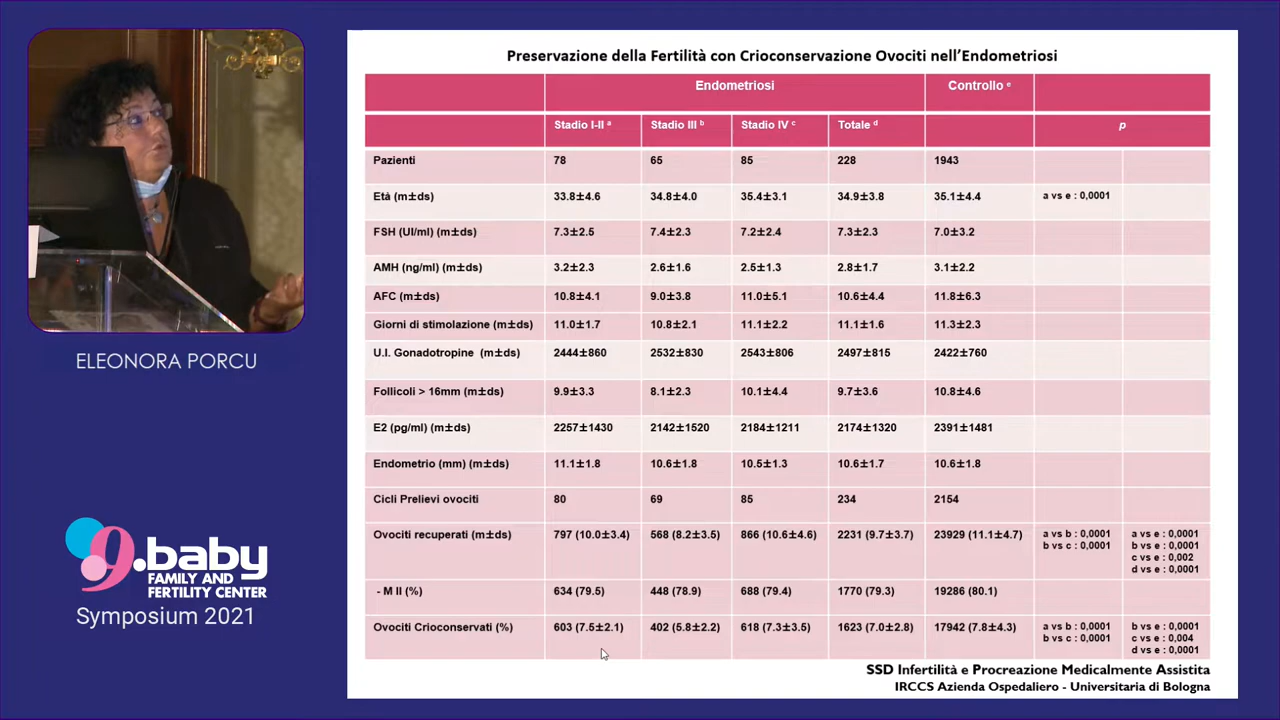 Preservazione della Fertilità con Crioconservazione Ovociti nell'Endometriosi
Endometriosi Controllo e
Stadio I-II a Stadio III b Stadio IV c Totale d p
Pazienti 78 65 85 228 1943
Età (m±ds) 33.8±4.6 34.8±4.0 35.4±3.1 34.9±3.8 35.1±4.4 a vs e : 0,0001
FSH (UI/ml) (m±ds) 7.3±2.5 7.4±2.3 7.2±2.4 7.3±2.3 7.0±3.2
AMH (ng/ml) (m±ds) 3.2±2.3 2.6±1.6 2.5±1.3 2.8±1.7 3.1±2.2
AFC (m±ds) 10.8±4.1 9.0±3.8 11.0±5.1 10.6±4.4 11.8±6.3
Giorni di stimolazione (m±ds) 11.0±1.7 10.8±2.1 11.1±2.2 11.1±1.6 11.3±2.3
U.I. Gonadotropine (m±ds) 2444±860 2532±830 2543±806 2497±815 2422±760
Follicoli > 16mm (m±ds) 9.9±3.3 8.1±2.3 10.1±4.4 9.7±3.6 10.8±4.6
E2 (pg/ml) (m±ds) 2257±1430 2142±1520 2184±1211 2174±1320 2391±1481
Endometrio (mm) (m±ds) 11.1±1.8 10.6±1.8 10.5±1.3 10.6±1.7 10.6±1.8
Cicli Prelievi ovociti 80 69 85 234 2154
Ovociti recuperati (m±ds) 797 (10.0±3.4) 568 (8.2±3.5) 866 (10.6±4.6) 2231 (9.7±3.7) 23929 (11.1±4.7) a vs b : 0,0001 a vs e : 0,0001
b vs c : 0,0001 b vs e : 0,0001
c vs e : 0,002
d vs e : 0,0001
- M II (%) 634 (79.5) 448 (78.9) 688 (79.4) 1770 (79.3) 19286 (80.1)
Ovociti Crioconservati (%) 603 (7.5±2.1) 402 (5.8±2.2) 618 (7.3±3.5) 1623 (7.0±2.8) 17942 (7.8±4.3) a vs b : 0,0001 b vs e : 0,0001
b vs c : 0,0001 c vs e : 0,004
d vs e : 0,0001
SSD Infertilità e Procreazione Medicalmente Assistita
IRCCS Azienda Ospedaliero - Universitaria di Bologna
ELEONORA PORCU
9.baby
FAMILY AND
FERTILITY CENTER
Symposium 2021